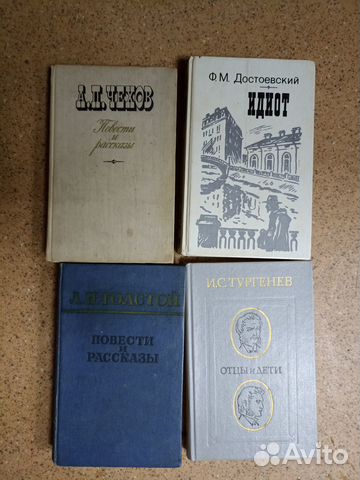 А.П. ЧЕХОВ
Повести
и
рассказы
Ф.М. Достоевский
ИДИОТ
Л. Н. ТОЛСТОЙ
ПОВЕСТИ
И
РАССКАЗЫ
И.С. ТУРГЕНЕВ
ОТЦЫ и ДЕТИ
Avito